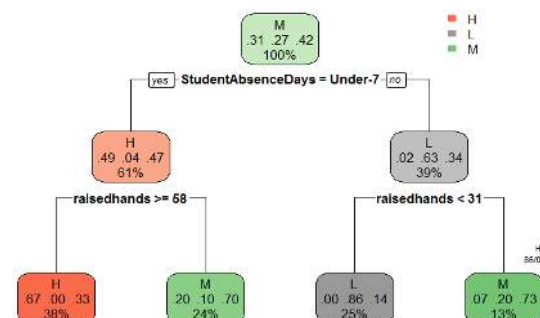 M
.31 .27 .42
100%
H
L
M
yes StudentAbsenceDays = Under-7 no
H
.49 .04 .47
61%
L
.02 .63 .34
39%
raisedhands >= 58
raisedhands < 31
H
H
.67 .00 .33
38%
M
.20 .10 .70
24%
L
.00 .86 .14
25%
M
.07 .20 .73
13%